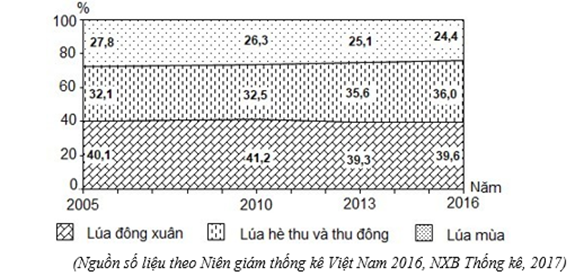 %
100
80
60
40
20
0
27,8 26,3 25,1 24,4
32,1 32,5 35,6 36,0
40,1 41,2 39,3 39,6
Năm
2005 2010 2013 2016
Lúa đông xuân Lúa hè thu và thu đông Lúa mùa
(Nguồn số liệu theo Niên giám thống kê Việt Nam 2016, NXB Thống kê, 2017)